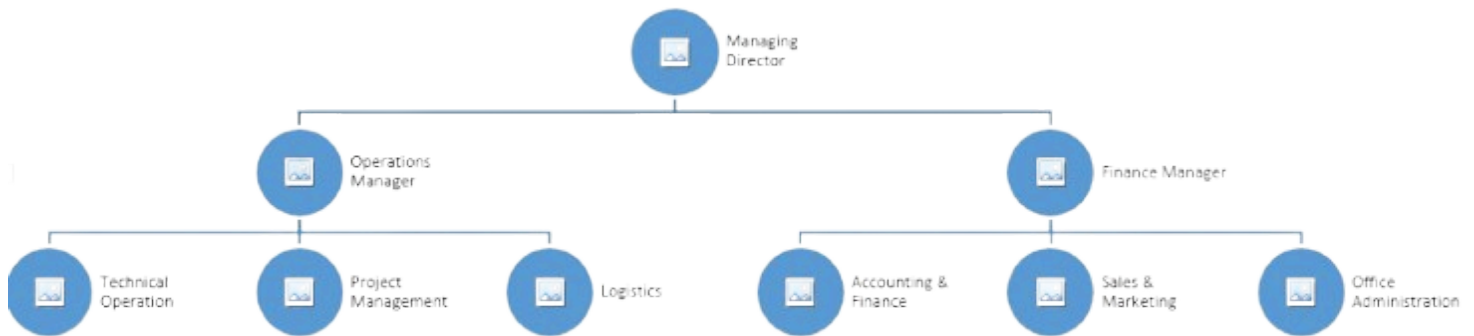 Managing
Director
Operations
Manager
Finance Manager
Technical
Operation
Project
Management
Logistics
Accounting &
Finance
Sales &
Marketing
Office
Administration